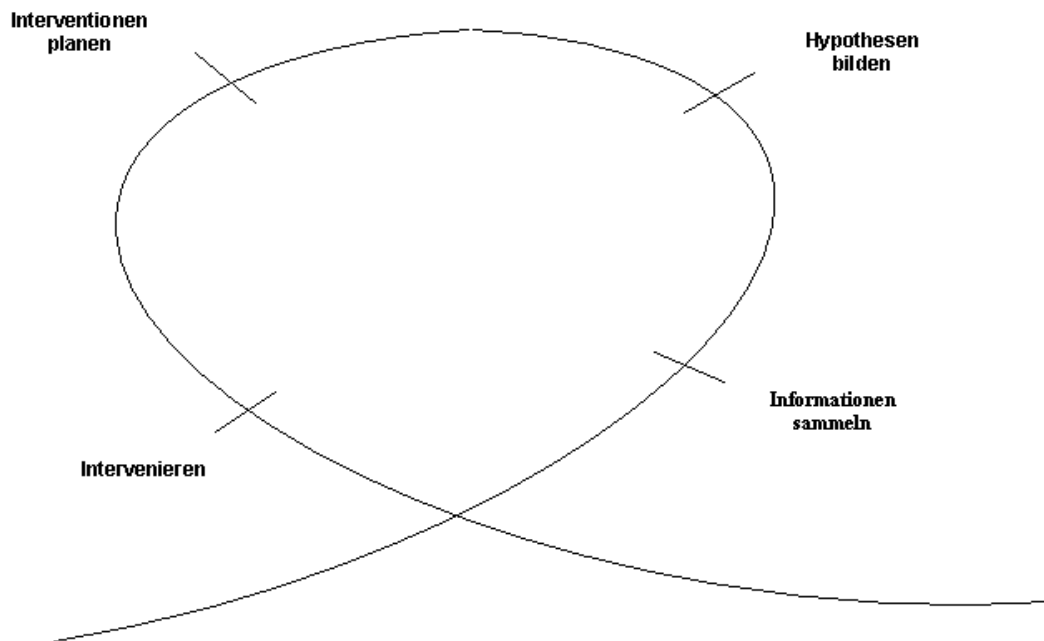 Interventionen
planen
Hypothesen
bilden
Informationen
sammeln
Intervenieren